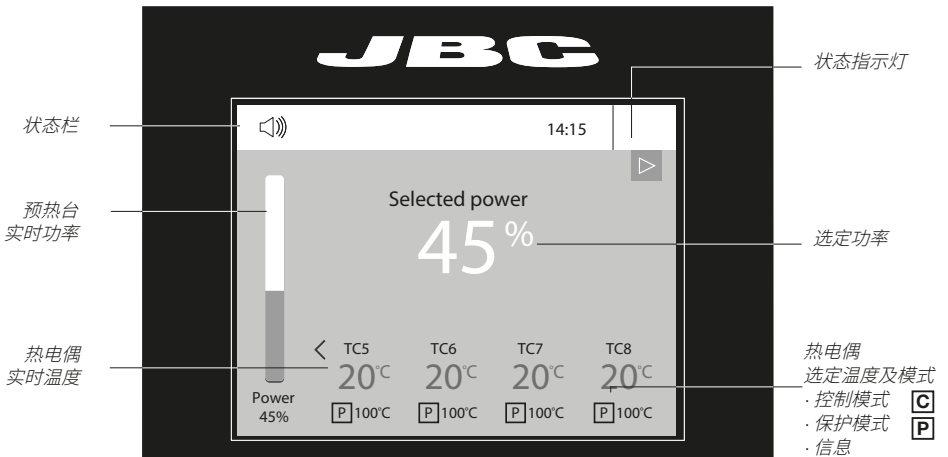 JBC
状态指示灯
状态栏
14:15
预热台
实时功率
Selected power
45%
选定功率
热电偶
实时温度
TC5 TC6 TC7 TC8
20°C 20°C 20°C 20°C
P 100°C P 100°C P 100°C P 100°C
Power
45%
热电偶
选定温度及模式
· 控制模式 C
· 保护模式 P
· 信息